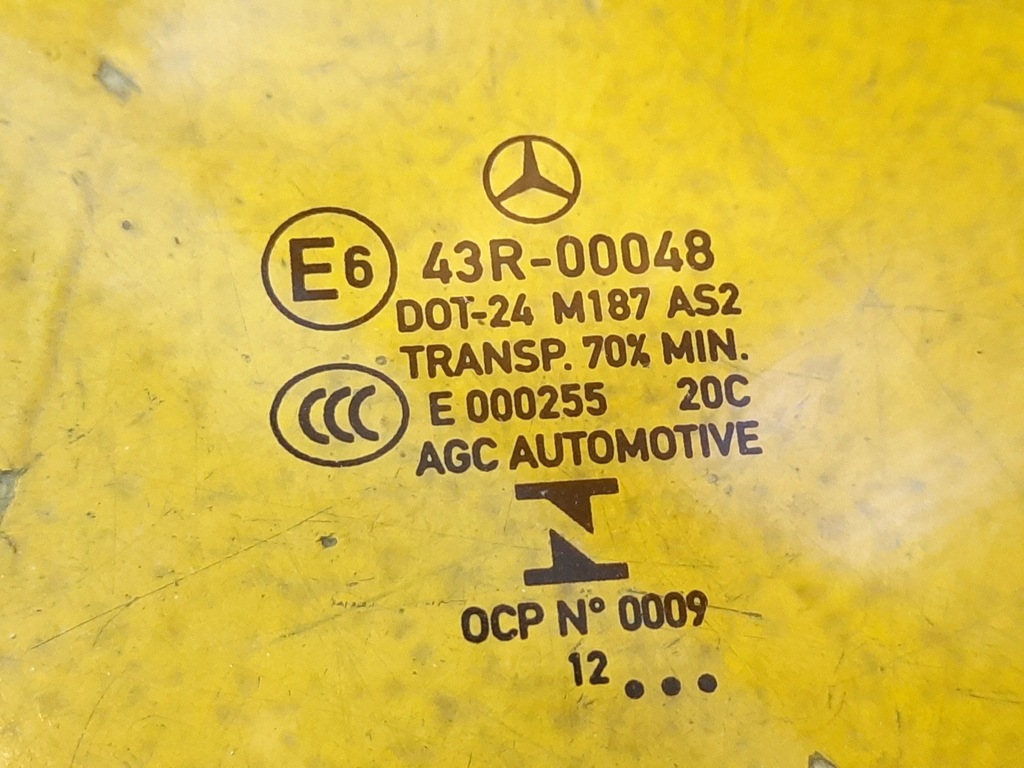 E6 43R-00048
DOT-24 M187 AS2
TRANSP. 70% MIN.
CCC E 000255 20C
AGC AUTOMOTIVE
OCP N° 0009
12 ...